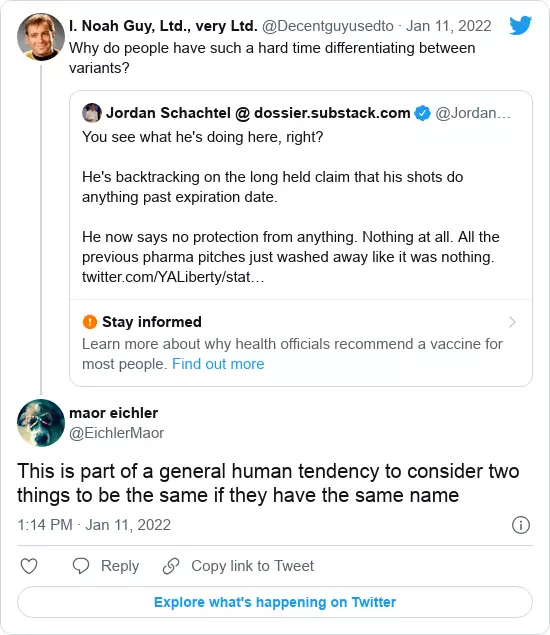 I. Noah Guy, Ltd., very Ltd. @Decentguyusedto · Jan 11, 2022
Why do people have such a hard time differentiating between
variants?
Jordan Schachtel @ dossier.substack.com @Jordan...
You see what he's doing here, right?
He's backtracking on the long held claim that his shots do
anything past expiration date.
He now says no protection from anything. Nothing at all. All the
previous pharma pitches just washed away like it was nothing.
twitter.com/YALiberty/stat…
Stay informed
Learn more about why health officials recommend a vaccine for
most people. Find out more
maor eichler
@EichlerMaor
This is part of a general human tendency to consider two
things to be the same if they have the same name
1:14 PM · Jan 11, 2022
Reply
Copy link to Tweet
Explore what's happening on Twitter